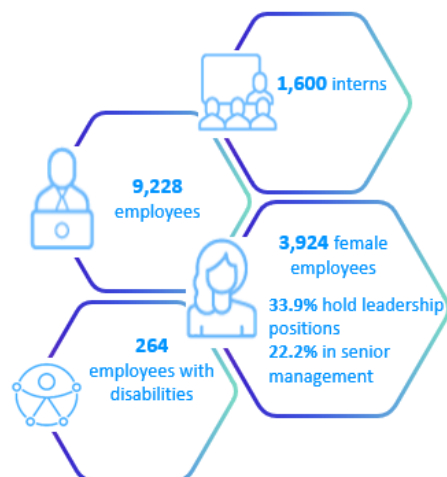 1,600 interns
9,228
employees
3,924 female
employees
33.9% hold leadership
positions
22.2% in senior
management
264
employees with
disabilities